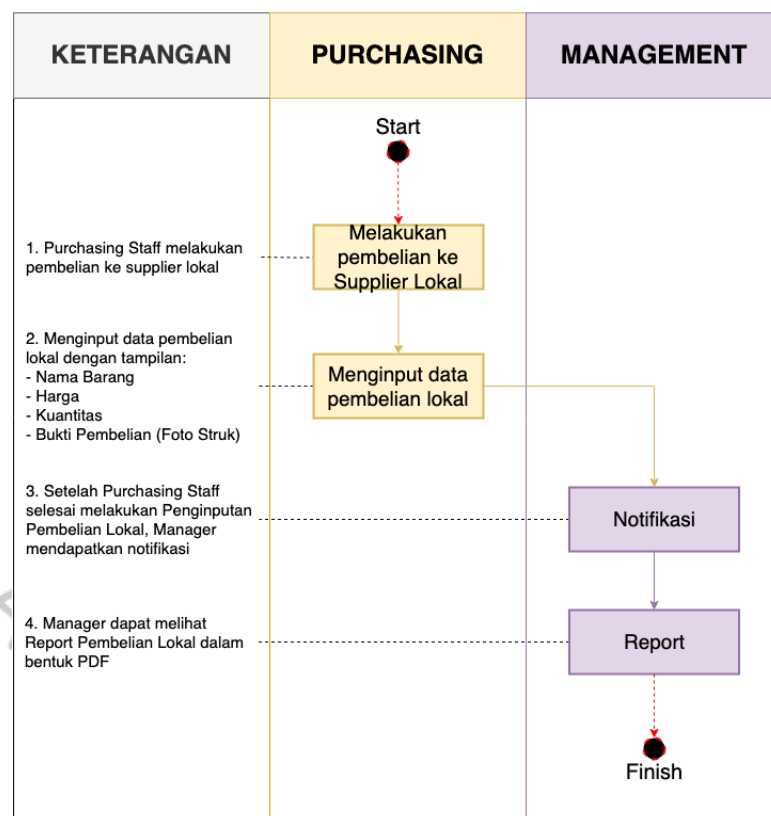 KETERANGAN
PURCHASING
MANAGEMENT
Start
Melakukan
pembelian ke
Supplier Lokal
1. Purchasing Staff melakukan
pembelian ke supplier lokal
2. Menginput data pembelian
lokal dengan tampilan:
- Nama Barang
- Harga
- Kuantitas
- Bukti Pembelian (Foto Struk)
Menginput data
pembelian lokal
3. Setelah Purchasing Staff
selesai melakukan Penginputan
Pembelian Lokal, Manager
mendapatkan notifikasi
Notifikasi
4. Manager dapat melihat
Report Pembelian Lokal dalam
bentuk PDF
Report
Finish